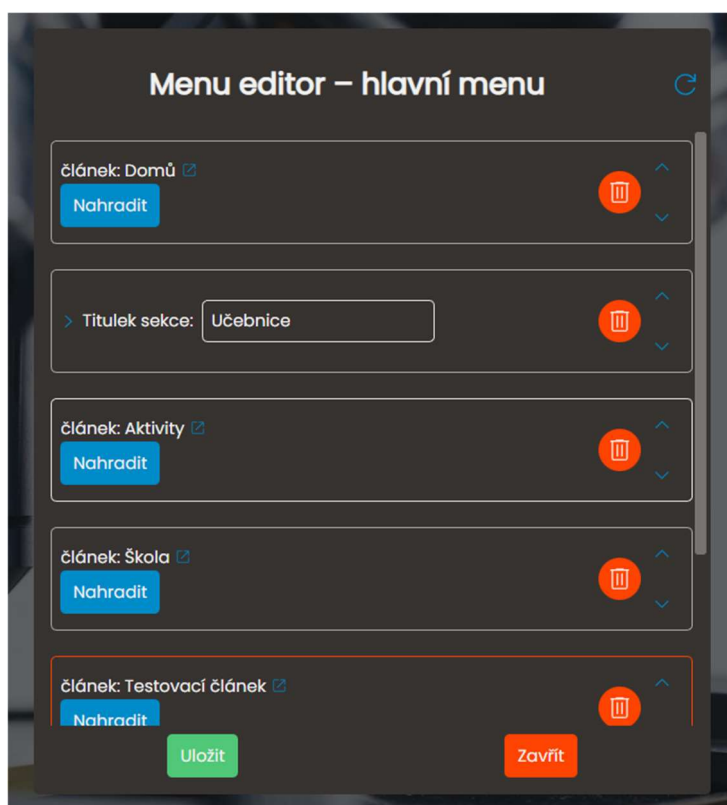 Menu editor – hlavní menu
článek: Domů
Nahradit
Titulek sekce: Učebnice
článek: Aktivity
Nahradit
článek: Škola
Nahradit
článek: Testovací článek
Nahradit
Uložit Zavřít